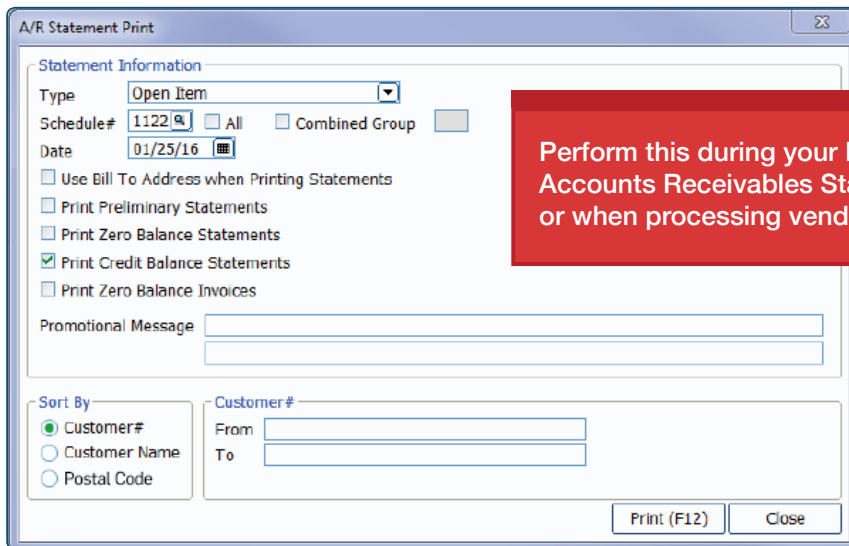 A/R Statement Print
Statement Information
Type Open Item
Schedule# 1122 All Combined Group
Date 01/25/16
Use Bill To Address when Printing Statements
Print Preliminary Statements
Print Zero Balance Statements
Print Credit Balance Statements
Print Zero Balance Invoices
Promotional Message
Perform this during your
Accounts Receivables
or when processing
Sort By
Customer#
Customer Name
Postal Code
Customer#
From
To
Print (F12) Close